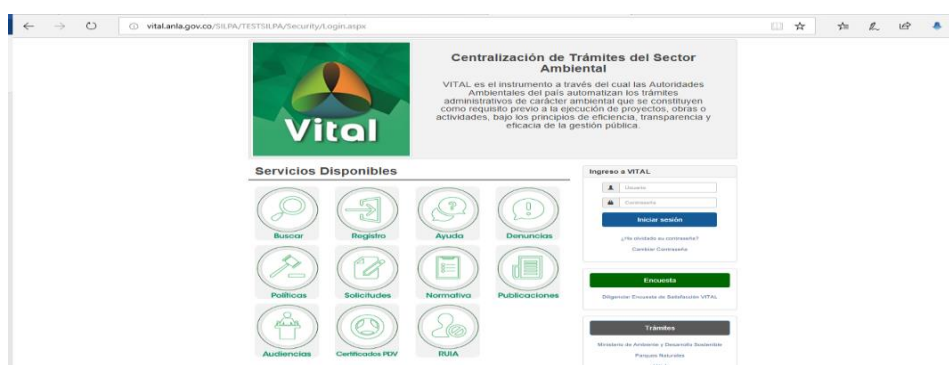 vital.anla.gov.co/SILPA/TESTSILPA/Security/Login.aspx
Vital
Centralización de Trámites del Sector
Ambiental
VITAL es el instrumento a través del cual las Autoridades
Ambientales del país automatizan los trámites
administrativos de carácter ambiental que se constituyen
como requisito previo a la ejecución de proyectos, obras o
actividades, bajo los principios de eficiencia, transparencia y
eficacia de la gestión pública.
Servicios Disponibles
Buscar
Registro
Ayuda
Denuncias
Políticas
Solicitudes
Normativa
Publicaciones
Audiencias
Certificados PDV
RUIA
Ingreso a VITAL
Usuario
Contraseña
Iniciar sesión
¿Ha olvidado su contraseña?
Cambiar Contraseña
Encuesta
Diligenciar Encuesta de Satisfacción VITAL
Trámites
Ministerio de Ambiente y Desarrollo Sostenible
Parques Naturales